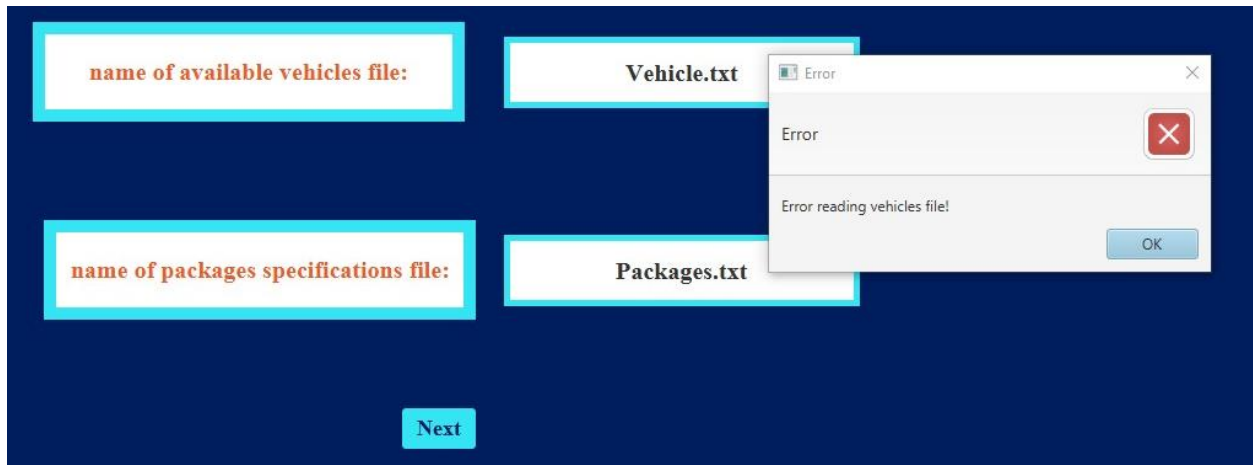 name of available vehicles file:
Vehicle.txt
Error
Error
Error reading vehicles file!
OK
name of packages specifications file:
Packages.txt
Next